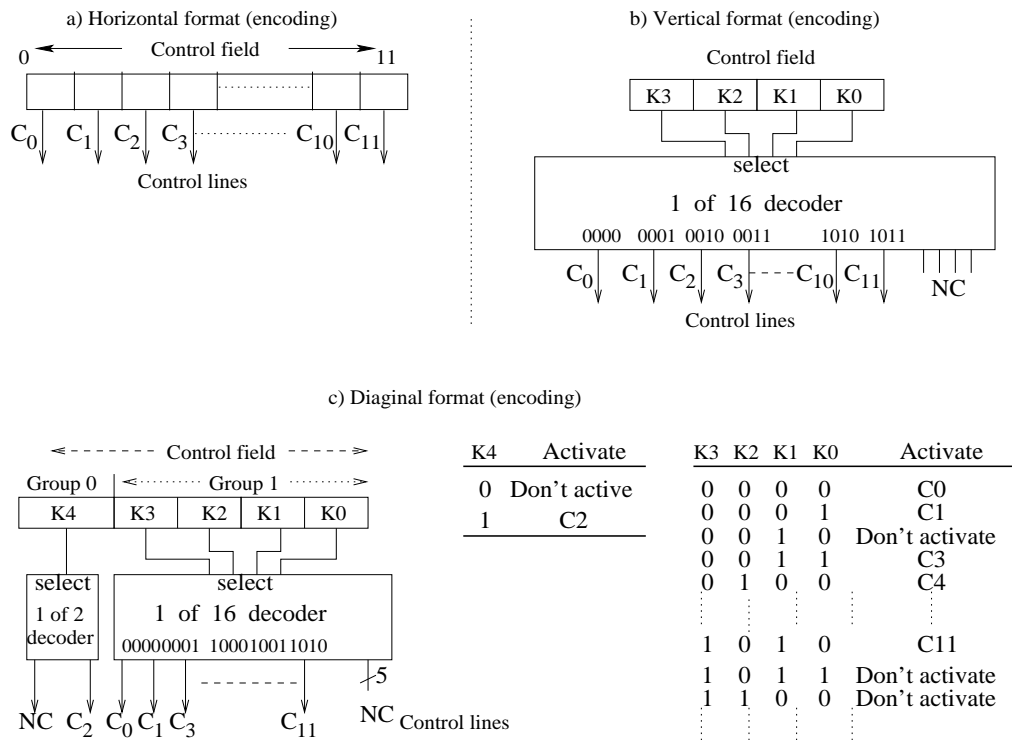 a) Horizontal format (encoding)
0 Control field 11
C0 C1 C2 C3 C10 C11
Control lines
b) Vertical format (encoding)
Control field
K3 K2 K1 K0
select
1 of 16 decoder
0000 0001 0010 0011 1010 1011
C0 C1 C2 C3 C10 C11 NC
Control lines
c) Diaginal format (encoding)
Control field
Group 0 Group 1
K4 K3 K2 K1 K0
select select
1 of 2 decoder
1 of 16 decoder
0000 0001 1000 1001 1010
5
NC C2 C0 C1 C3 C11 NC Control lines
K4 Activate
0 Don't active
1 C2
K3 K2 K1 K0 Activate
0 0 0 0 C0
0 0 0 1 C1
0 0 1 0 Don't activate
0 0 1 1 C3
0 1 0 0 C4
1 0 1 0 C11
1 0 1 1 Don't activate
1 1 0 0 Don't activate